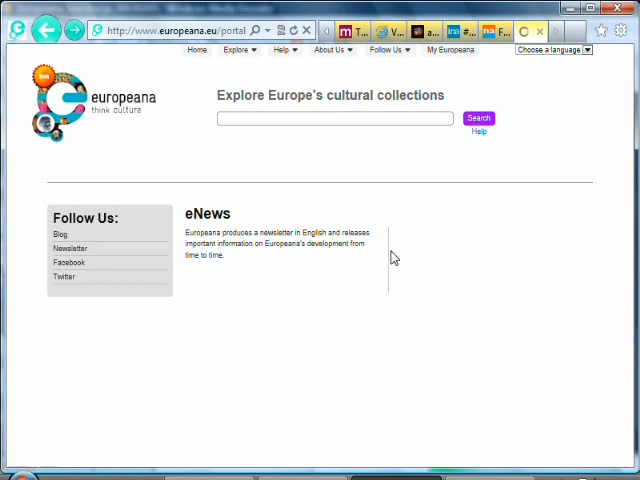 http://www.europeana.eu/portal
T...
V...
a...
#...
F...
Home
Explore
Help
About Us
Follow Us
My Europeana
Choose a language
europeana
think culture
Explore Europe's cultural collections
Search
Help
Follow Us:
Blog
Newsletter
Facebook
Twitter
eNews
Europeana produces a newsletter in English and releases
important information on Europeana's development from
time to time.